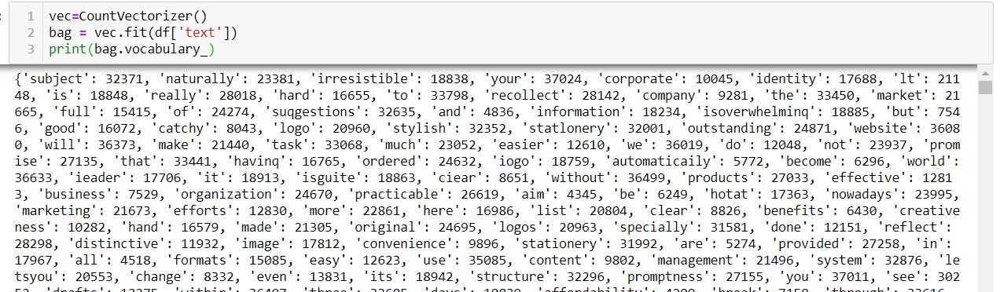 1 vec=CountVectorizer()
2 bag = vec.fit(df['text'])
3 print(bag.vocabulary_)
{'subject': 32371, 'naturally': 23381, 'irresistible': 18838, 'your': 37024, 'corporate': 10045, 'identity': 17688, 'lt': 211
48, 'is': 18848, 'really': 28018, 'hard': 16655, 'to': 33798, 'recollect': 28142, 'company': 9281, 'the': 33450, 'market': 21
665, 'full': 15415, 'of': 24274, 'suqgestions': 32635, 'and': 4836, 'information': 18234, 'isoverwhelminq': 18885, 'but': 754
6, 'good': 16072, 'catchy': 8043, 'logo': 20960, 'stylish': 32352, 'statlonery': 32001, 'outstanding': 24871, 'website': 3608
0, 'will': 36373, 'make': 21440, 'task': 33068, 'much': 23052, 'easier': 12610, 'we': 36019, 'do': 12048, 'not': 23937, 'prom
ise': 27135, 'that': 33441, 'havinq': 16765, 'ordered': 24632, 'iogo': 18759, 'automaticaily': 5772, 'become': 6296, 'world':
36633, 'ieader': 17706, 'it': 18913, 'isguite': 18863, 'ciear': 8651, 'without': 36499, 'products': 27033, 'effective': 1281
3, 'business': 7529, 'organization': 24670, 'practicable': 26619, 'aim': 4345, 'be': 6249, 'hotat': 17363, 'nowadays': 23995,
'marketing': 21673, 'efforts': 12830, 'more': 22861, 'here': 16986, 'list': 20804, 'clear': 8826, 'benefits': 6430, 'creative
ness': 10282, 'hand': 16579, 'made': 21305, 'original': 24695, 'logos': 20963, 'specially': 31581, 'done': 12151, 'reflect':
28298, 'distinctive': 11932, 'image': 17812, 'convenience': 9896, 'stationery': 31992, 'are': 5274, 'provided': 27258, 'in':
17967, 'all': 4518, 'formats': 15085, 'easy': 12623, 'use': 35085, 'content': 9802, 'management': 21496, 'system': 32876, 'le
tsyou': 20553, 'change': 8332, 'even': 13831, 'its': 18942, 'structure': 32296, 'promptness': 27155, 'you': 37011, 'see': 302